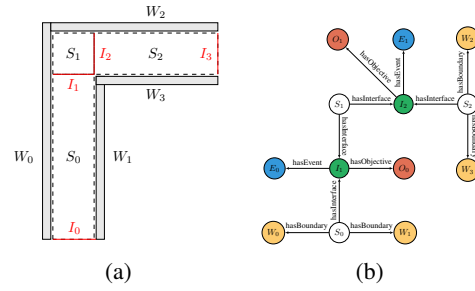 W₂
S₁
I₂
S₂
I₃
I₁
W₃
W₀
S₀
W₁
I₀
(a)
O₁
E₁
W₂
hasObjective
hasEvent
hasBoundary
S₁
hasInterface
I₂
hasInterface
S₂
hasInterface
hasBoundary
E₀
hasEvent
I₁
hasObjective
O₀
W₃
hasInterface
W₀
hasBoundary
S₀
hasBoundary
W₁
(b)